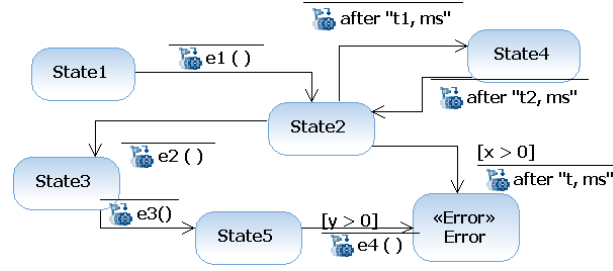 after "t1, ms"
State4
e1 ()
State1
after "t2, ms"
State2
e2 ()
[x > 0]
after "t, ms"
State3
e3()
[y > 0]
«Error»
Error
State5
e4 ()